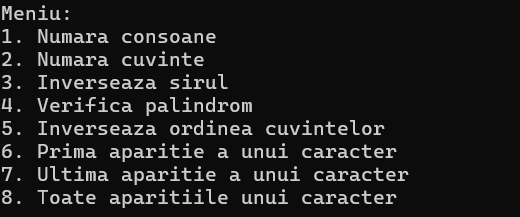 Meniu:
1. Numara consoane
2. Numara cuvinte
3. Inverseaza sirul
4. Verifica palindrom
5. Inverseaza ordinea cuvintelor
6. Prima aparitie a unui caracter
7. Ultima aparitie a unui caracter
8. Toate aparitiile unui caracter